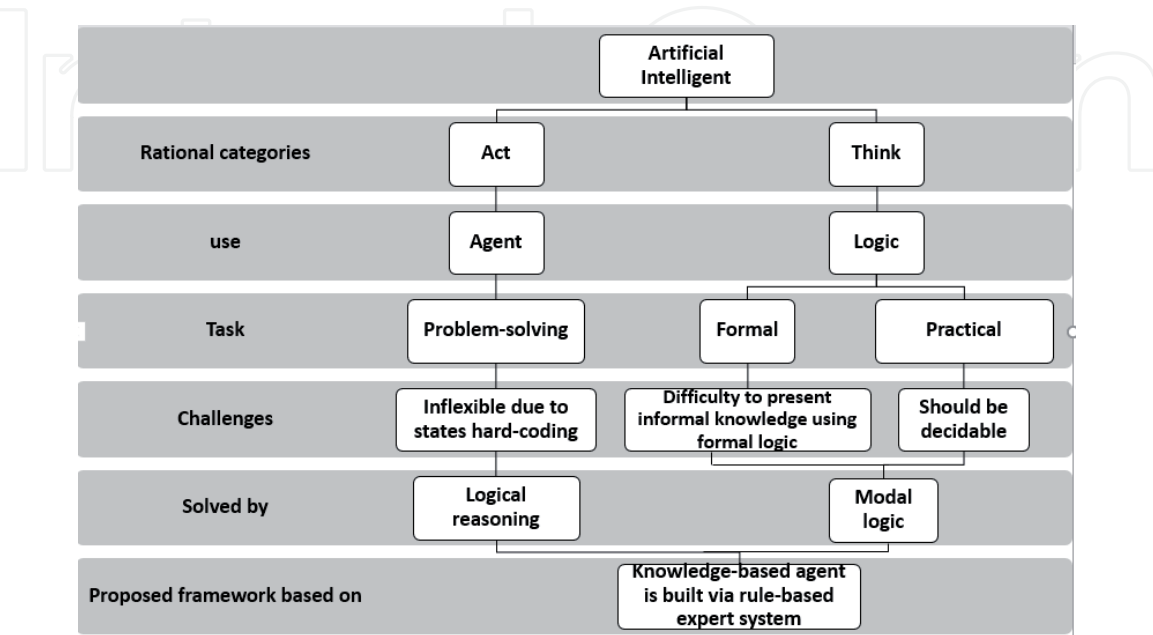 Artificial
Intelligent
Rational categories
Act
Think
use
Agent
Logic
Task
Problem-solving
Formal
Practical
Challenges
Inflexible due to
states hard-coding
Difficulty to present
informal knowledge using
formal logic
Should be
decidable
Solved by
Logical
reasoning
Modal
logic
Proposed framework based on
Knowledge-based agent
is built via rule-based
expert system